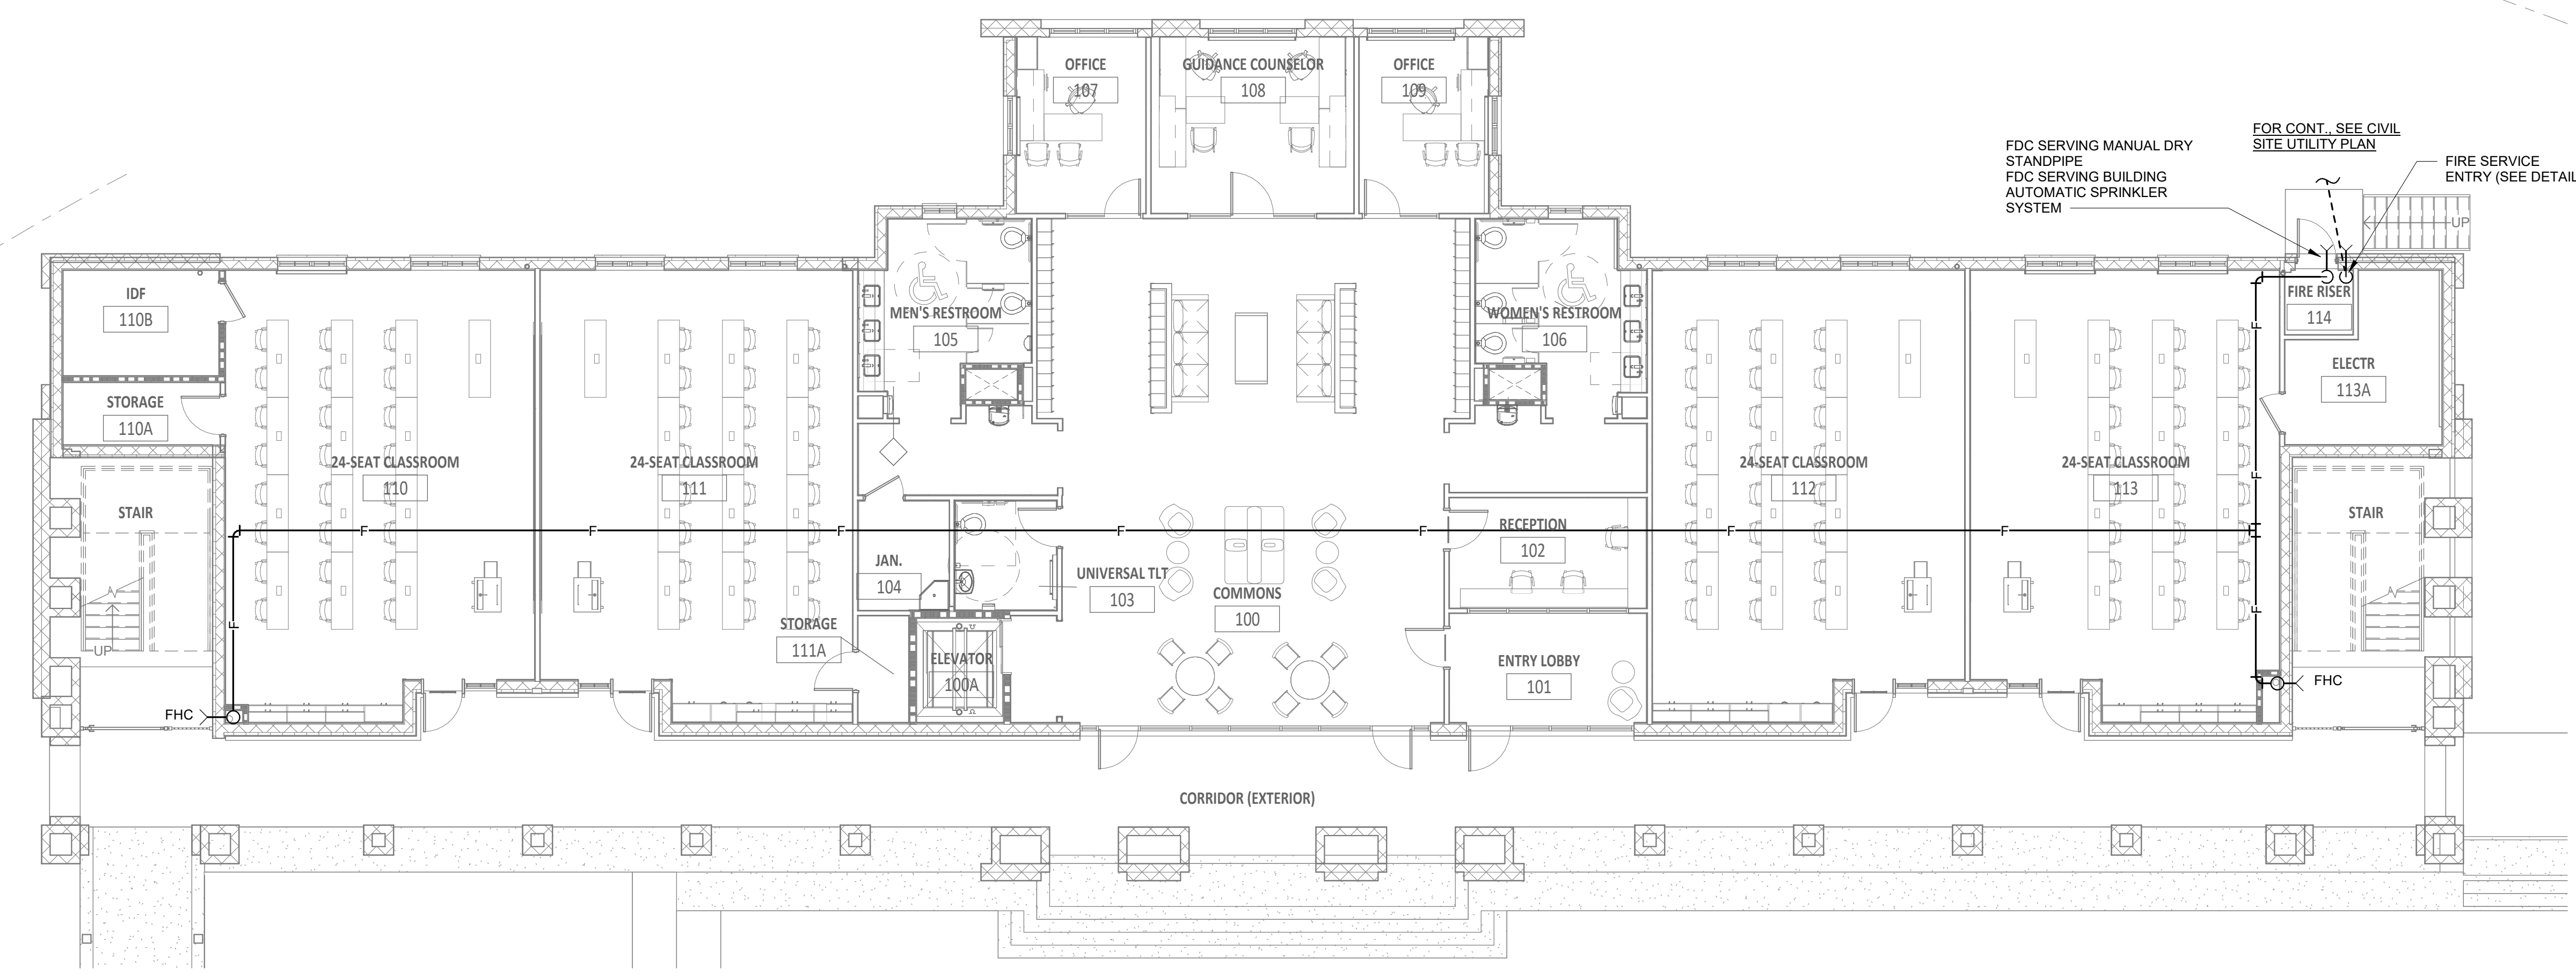 OFFICE
107
GUIDANCE COUNSELOR
108
OFFICE
109
FOR CONT., SEE CIVIL
SITE UTILITY PLAN
FDC SERVING MANUAL DRY
STANDPIPE
FDC SERVING BUILDING
AUTOMATIC SPRINKLER
SYSTEM
FIRE SERVICE
ENTRY (SEE DETAIL
UP
IDF
110B
STORAGE
110A
MEN'S RESTROOM
105
WOMEN'S RESTROOM
106
FIRE RISER
114
ELECTR
113A
24-SEAT CLASSROOM
110
24-SEAT CLASSROOM
111
24-SEAT CLASSROOM
112
24-SEAT CLASSROOM
113
STAIR
STAIR
F
F
F
F
F
F
F
F
F
F
F
RECEPTION
102
JAN.
104
UNIVERSAL TLT
103
COMMONS
100
STORAGE
111A
ELEVATOR
100A
ENTRY LOBBY
101
UP
FHC
FHC
CORRIDOR (EXTERIOR)